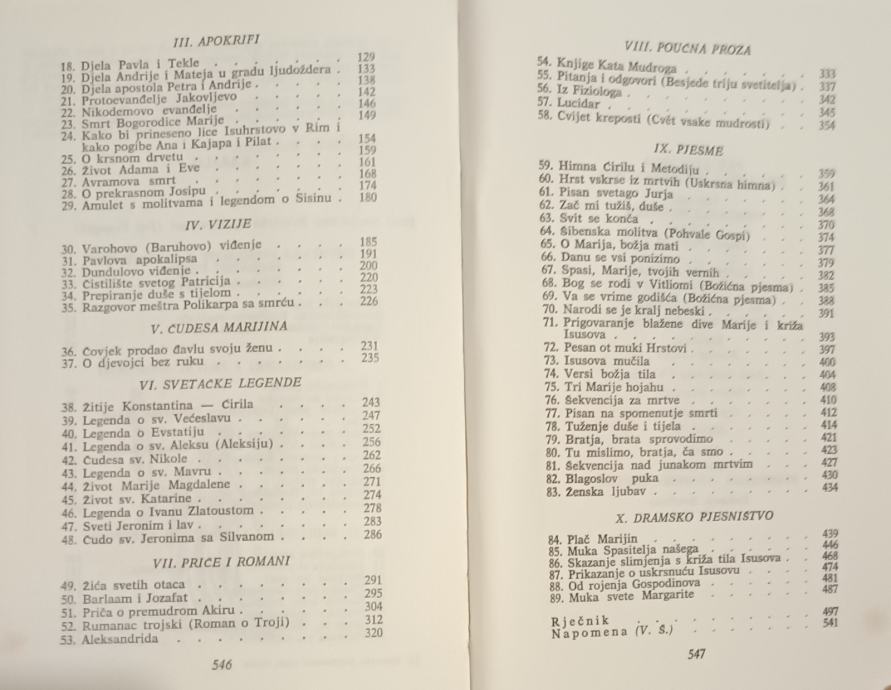 III. APOKRIFI
18. Djela Pavla i Tekle . . . . . . 129
19. Djela Andrije i Mateja u gradu ljudoždera . 133
20. Djela apostola Petra i Andrije . . . . 138
21. Protoevanđelje Jakovljevo . . . . 142
22. Nikodemovo evanđelje . . . . . 146
23. Smrt Bogorodice Marije . . . . . 149
24. Kako bi prineseno lice Isuhrstovo v Rim i
kako pogibe Ana i Kajapa i Pilat . . . . 154
25. O krsnom drvetu . . . . . . . 159
26. Život Adama i Eve . . . . . . 161
27. Avramova smrt . . . . . . . 168
28. O prekrasnom Josipu . . . . . . 174
29. Amulet s molitvama i legendom o Sisinu . 180
IV. VIZIJE
30. Varohovo (Baruhovo) viđenje . . . . 185
31. Pavlova apokalipsa . . . . . . 191
32. Dundulovo viđenje . . . . . . . 200
33. Čistilište svetog Patricija . . . . . 220
34. Prepiranje duše s tijelom . . . . . 223
35. Razgovor meštra Polikarpa sa smrću . . . 226
V. ČUDESA MARIJINA
36. Čovjek prodao đavlu svoju ženu . . . . 231
37. O djevojci bez ruku . . . . . . . 235
VI. SVETAČKE LEGENDE
38. Žitije Konstantina — Ćirila . . . . 243
39. Legenda o sv. Većeslavu . . . . . 247
40. Legenda o Evstatiju . . . . . . 252
41. Legenda o sv. Aleksu (Aleksiju) . . . . 256
42. Čudesa sv. Nikole . . . . . . . 262
43. Legenda o sv. Mavru . . . . . . 266
44. Život Marije Magdalene . . . . . 271
45. Život sv. Katarine . . . . . . . 274
46. Legenda o Ivanu Zlatoustom . . . . 278
47. Sveti Jeronim i lav . . . . . . . 283
48. Čudo sv. Jeronima sa Silvanom . . . . 286
VII. PRIČE I ROMANI
49. Žića svetih otaca . . . . . . . 291
50. Barlaam i Jozafat . . . . . . . 295
51. Priča o premudrom Akiru . . . . . 304
52. Rumanac trojski (Roman o Troji) . . . 312
53. Aleksandrida . . . . . . . . 320
546
VIII. POUČNA PROZA
54. Knjige Kata Mudroga . . . . . . 333
55. Pitanja i odgovori (Besjede triju svetitelja) . 337
56. Iz Fiziologa . . . . . . . . 342
57. Lucidar . . . . . . . . . 345
58. Cvijet kreposti (Cvět vsake mudrosti) . . 354
IX. PJESME
59. Himna Ćirilu i Metodiju . . . . . 359
60. Hrst vskrse iz mrtvih (Uskrsna himna) . . 361
61. Pisan svetago Jurja . . . . . . 364
62. Zač mi tužiš, duše . . . . . . . 368
63. Svit se konča . . . . . . . . 370
64. Šibenska molitva (Pohvale Gospi) . . . 374
65. O Marija, božja mati . . . . . . 377
66. Danu se vsi ponizimo . . . . . . 379
67. Spasi, Marije, tvojih vernih . . . . . 382
68. Bog se rodi v Vitliomi (Božićna pjesma) . 385
69. Va se vrime godišća (Božićna pjesma) . . 388
70. Narodi se je kralj nebeski . . . . . 391
71. Prigovaranje blažene dive Marije i križa
Isusova . . . . . . . . . 393
72. Pesan ot muki Hrstovi . . . . . . 397
73. Isusova mučila . . . . . . . . 400
74. Versi božja tila . . . . . . . 404
75. Tri Marije hojahu . . . . . . . 408
76. Šekvencija za mrtve . . . . . . 410
77. Pisan na spomenutje smrti . . . . . 412
78. Tuženje duše i tijela . . . . . . 414
79. Bratja, brata sprovodimo . . . . . 421
80. Tu mislimo, bratja, ča smo . . . . . 423
81. Šekvencija nad junakom mrtvim . . . 427
82. Blagoslov puka . . . . . . . 430
83. Ženska ljubav . . . . . . . . 434
X. DRAMSKO PJESNIŠTVO
84. Plač Marijin . . . . . . . . 439
85. Muka Spasitelja našega . . . . . . 446
86. Skazanje slimjenja s križa tila Isusova . . 468
87. Prikazanje o uskrsnuću Isusovu . . . . 474
88. Od rojenja Gospodinova . . . . . 481
89. Muka svete Margarite . . . . . . 487
Rječnik . . . . . . . . . 497
Napomena (V. Š.) . . . . . . . 541
547